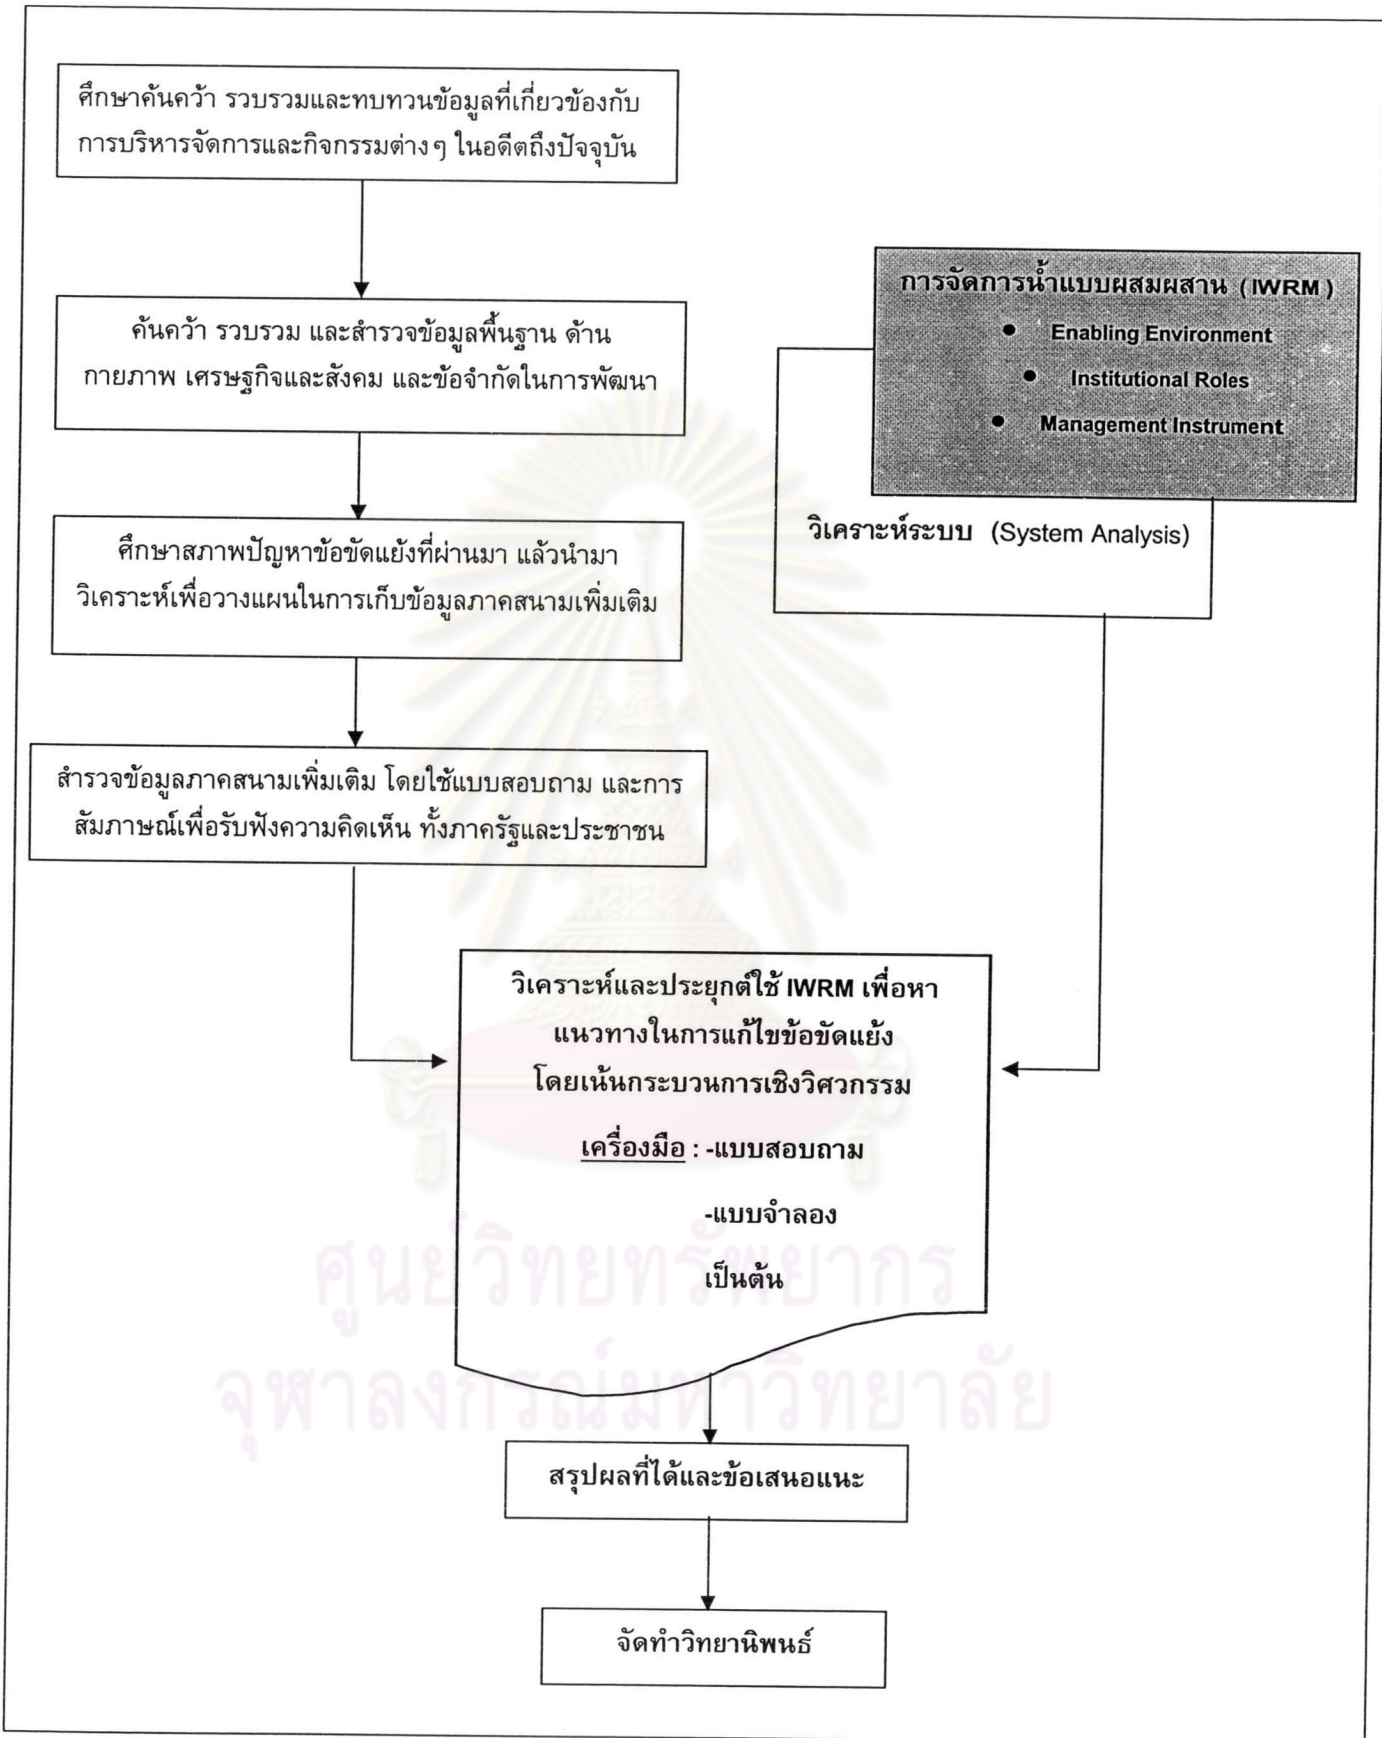 ศึกษาค้นคว้า รวบรวมและทบทวนข้อมูลที่เกี่ยวข้องกับ
การบริหารจัดการและกิจกรรมต่างๆ ในอดีตถึงปัจจุบัน
ค้นคว้า รวบรวม และสำรวจข้อมูลพื้นฐาน ด้าน
กายภาพ เศรษฐกิจและสังคม และข้อจำกัดในการพัฒนา
ศึกษาสภาพปัญหาข้อขัดแย้งที่ผ่านมา แล้วนำมา
วิเคราะห์เพื่อวางแผนในการเก็บข้อมูลภาคสนามเพิ่มเติม
สำรวจข้อมูลภาคสนามเพิ่มเติม โดยใช้แบบสอบถาม และการ
สัมภาษณ์เพื่อรับฟังความคิดเห็น ทั้งภาครัฐและประชาชน
การจัดการน้ำแบบผสมผสาน (IWRM)
• Enabling Environment
• Institutional Roles
• Management Instrument
วิเคราะห์ระบบ (System Analysis)
วิเคราะห์และประยุกต์ใช้ IWRM เพื่อหา
แนวทางในการแก้ไขข้อขัดแย้ง
โดยเน้นกระบวนการเชิงวิศวกรรม
เครื่องมือ : -แบบสอบถาม
-แบบจำลอง
เป็นต้น
ศูนย์วิทยทรัพยากร
จุฬาลงกรณ์มหาวิทยาลัย
สรุปผลที่ได้และข้อเสนอแนะ
จัดทำวิทยานิพนธ์